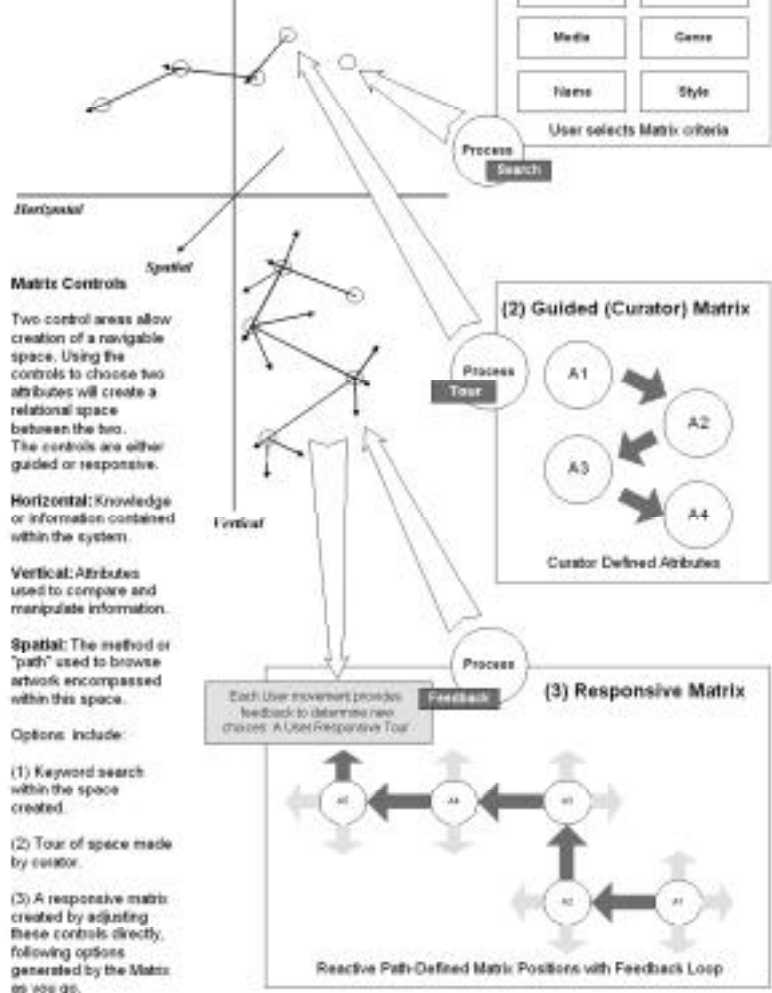 Media
Genre
Name
Style
User selects Matrix criteria
Process
Search
Horizontal
Spatial
Matrix Controls
Two control areas allow
creation of a navigable
space. Using the
controls to choose two
attributes will create a
relational space
between the two.
The controls are either
guided or responsive.
Horizontal: Knowledge
or information contained
within the system.
Vertical: Attributes
used to compare and
manipulate information.
Spatial: The method or
"path" used to browse
artwork encompassed
within this space.
Options include:
(1) Keyword search
within the space
created.
(2) Tour of space made
by curator.
(3) A responsive matrix
created by adjusting
these controls directly,
following options
generated by the Matrix
as you go.
Vertical
(2) Guided (Curator) Matrix
Process
Tour
A1
A2
A3
A4
Curator Defined Atributes
Process
Feedback
(3) Responsive Matrix
Each User movement provides
feedback to determine new
choices: A User Responsive Tour
A5
A4
A3
A2
A1
Reactive Path-Defined Matrix Positions with Feedback Loop